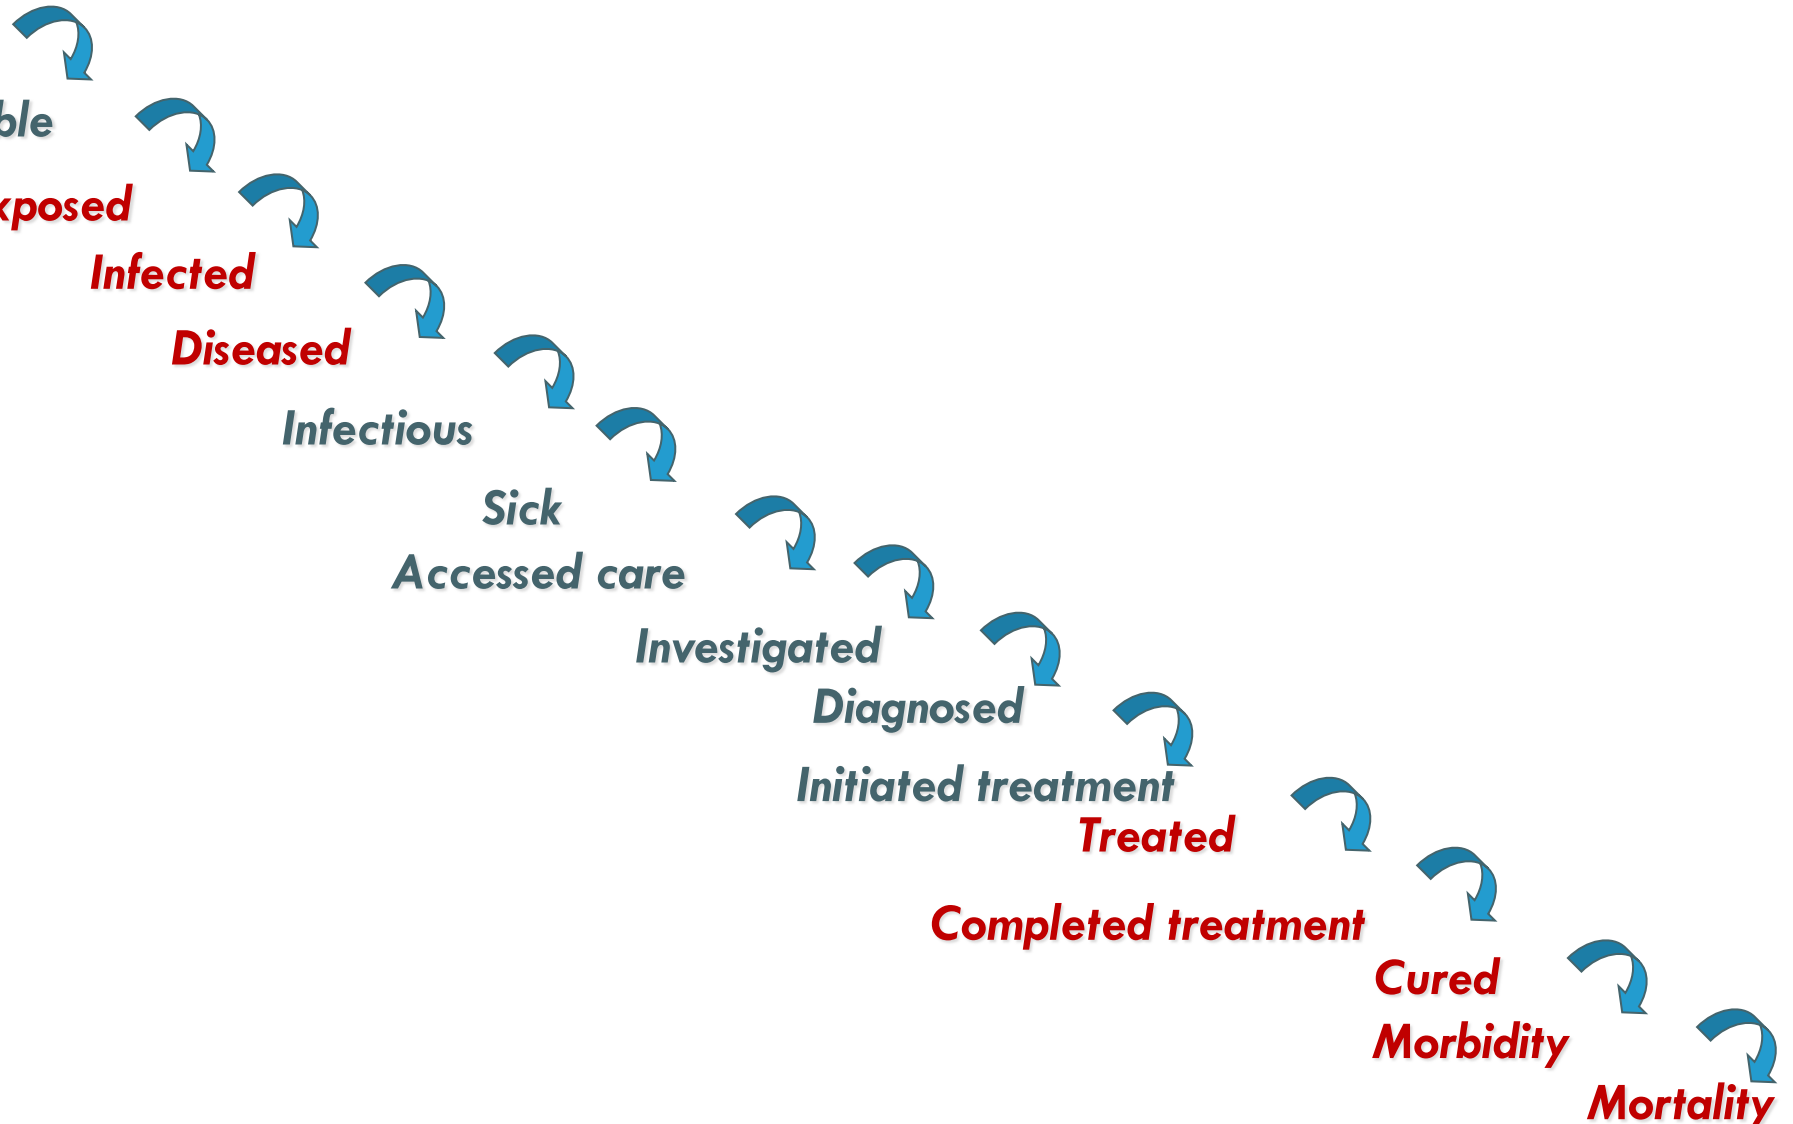 ble
xposed
Infected
Diseased
Infectious
Sick
Accessed care
Investigated
Diagnosed
Initiated treatment
Treated
Completed treatment
Cured
Morbidity
Mortality